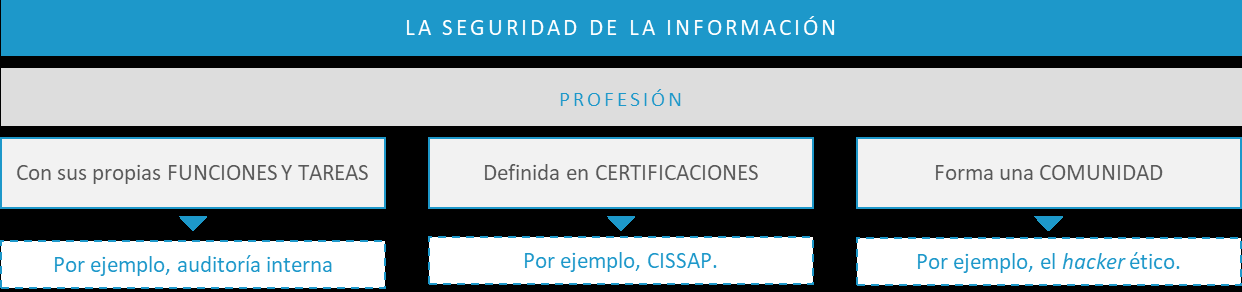 LA SEGURIDAD DE LA INFORMACIÓN
PROFESIÓN
Con sus propias FUNCIONES Y TAREAS
Definida en CERTIFICACIONES
Forma una COMUNIDAD
Por ejemplo, auditoría interna
Por ejemplo, CISSAP.
Por ejemplo, el hacker ético.